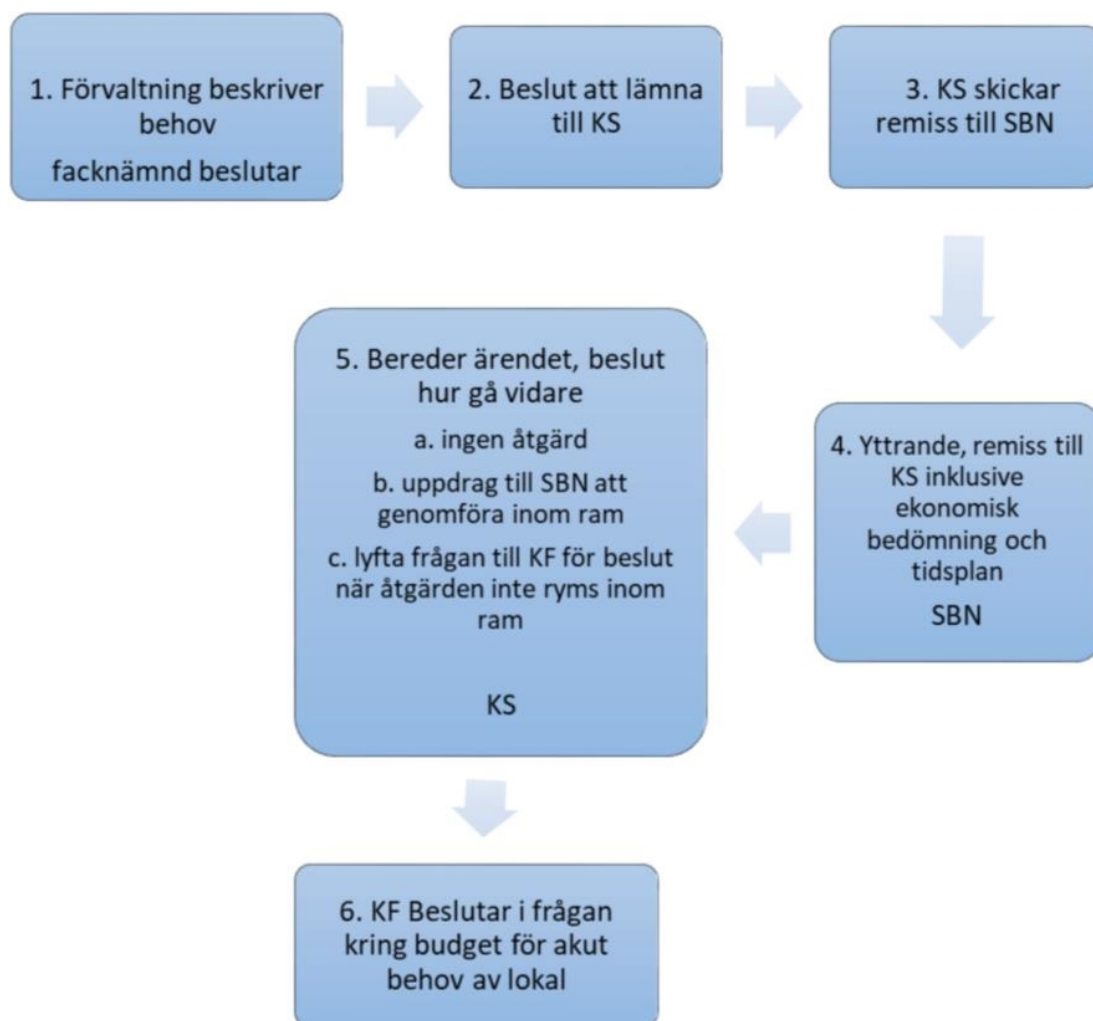 1. Förvaltning beskriver
behov
facknämnd beslutar
2. Beslut att lämna
till KS
3. KS skickar
remiss till SBN
4. Yttrande, remiss till
KS inklusive
ekonomisk
bedömning och
tidsplan
SBN
5. Bereder ärendet, beslut
hur gå vidare
a. ingen åtgärd
b. uppdrag till SBN att
genomföra inom ram
c. lyfta frågan till KF för beslut
när åtgärden inte ryms inom
ram
KS
6. KF Beslutar i frågan
kring budget för akut
behov av lokal